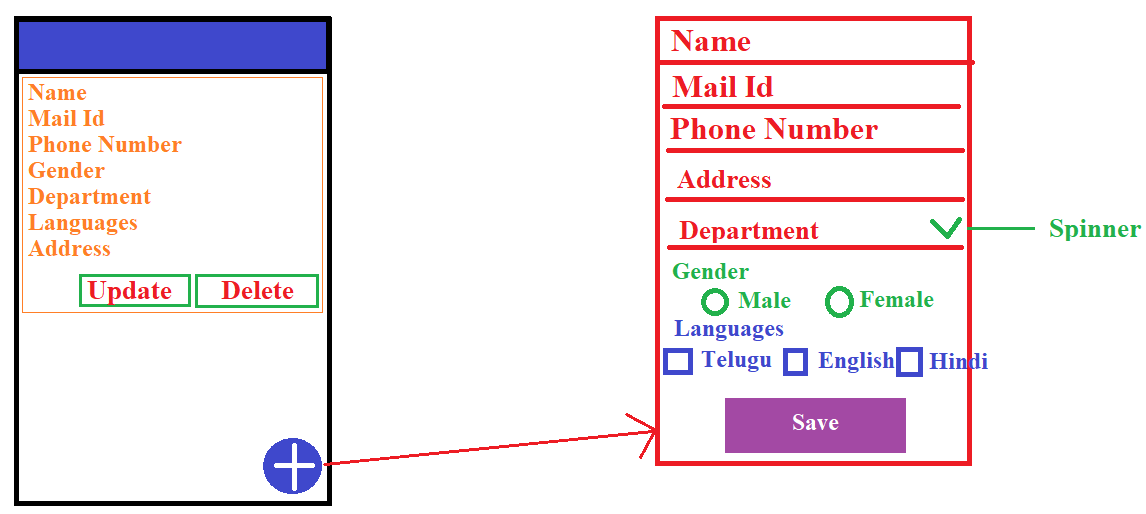 Name
Mail Id
Phone Number
Gender
Department
Languages
Address
Update Delete
Name
Mail Id
Phone Number
Address
Department
Spinner
Gender
Male Female
Languages
Telugu English Hindi
Save